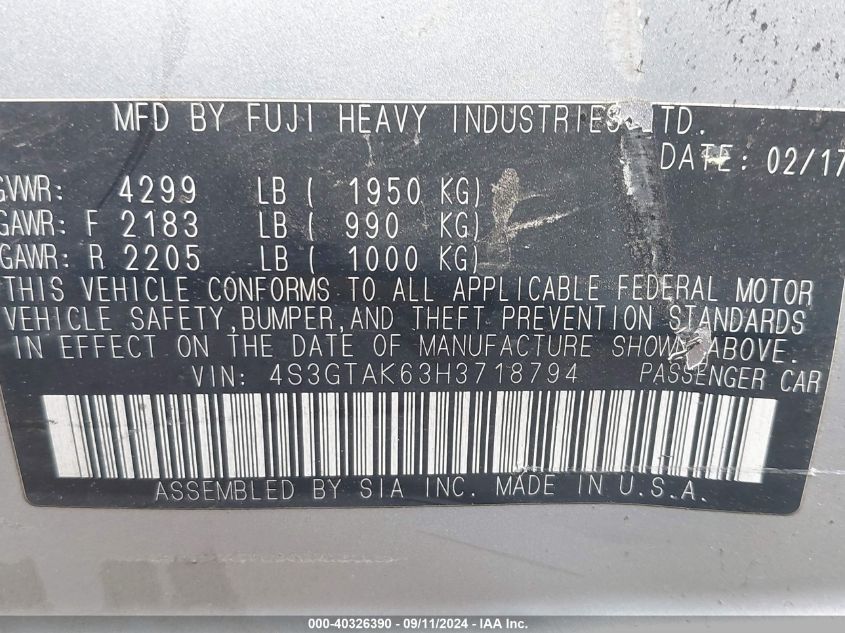 MFD BY FUJI HEAVY INDUSTRIES LTD.
DATE: 02/17
GVWR: 4299 LB ( 1950 KG)
GAWR: F 2183 LB ( 990 KG)
GAWR: R 2205 LB ( 1000 KG)
THIS VEHICLE CONFORMS TO ALL APPLICABLE FEDERAL MOTOR
VEHICLE SAFETY,BUMPER,AND THEFT PREVENTION STANDARDS
IN EFFECT ON THE DATE OF MANUFACTURE SHOWN ABOVE.
VIN: 4S3GTAK63H3718794 PASSENGER CAR
ASSEMBLED BY SIA INC. MADE IN U.S.A.
000-40326390 - 09/11/2024 - IAA Inc.